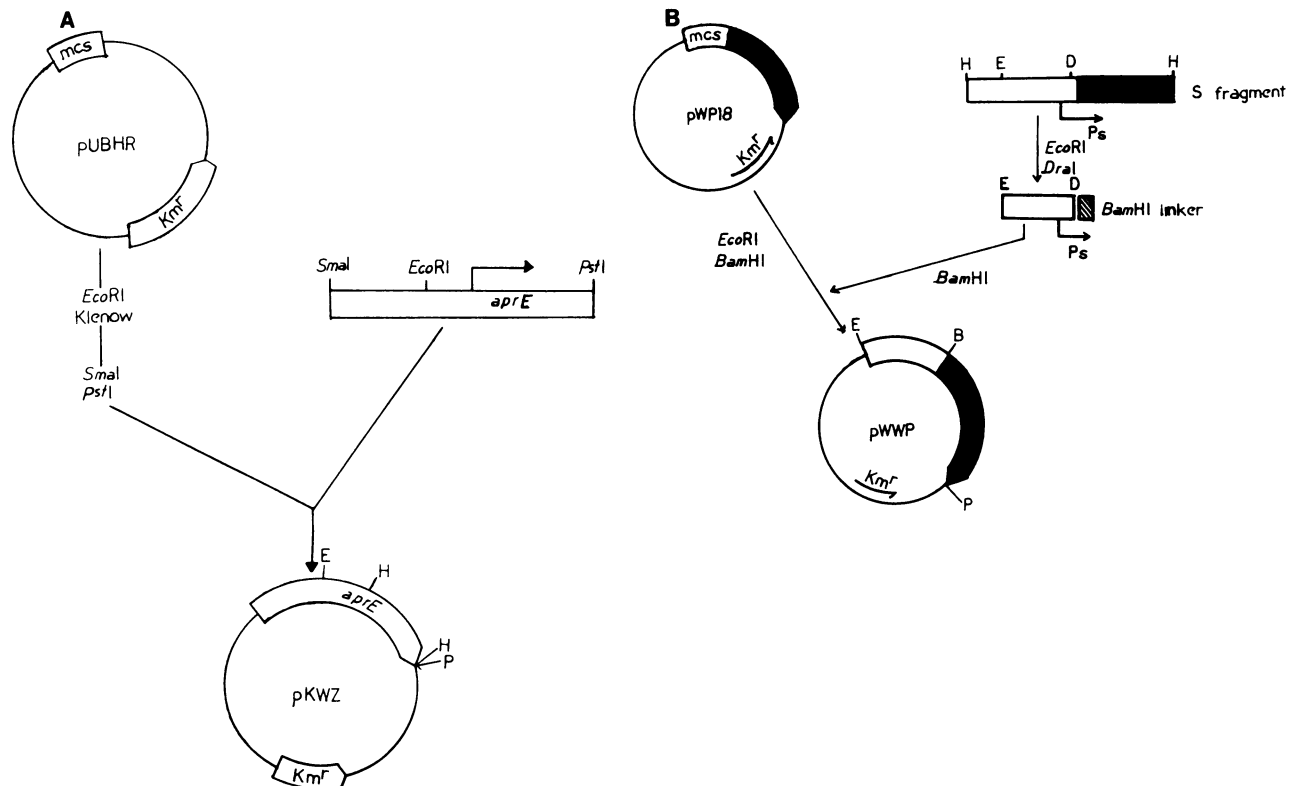 A
mcs
pUBHR
Kmr
EcoRI
Klenow
SmaI
PstI
SmaI EcoRI PstI
aprE
E
H
aprE
H
P
pKWZ
Kmr
B
mcs
pWP18
Kmr
H E D H
S fragment
Ps
EcoRI
DraI
E D
BamHI linker
Ps
EcoRI
BamHI
BamHI
E
B
pWWP
Kmr
P